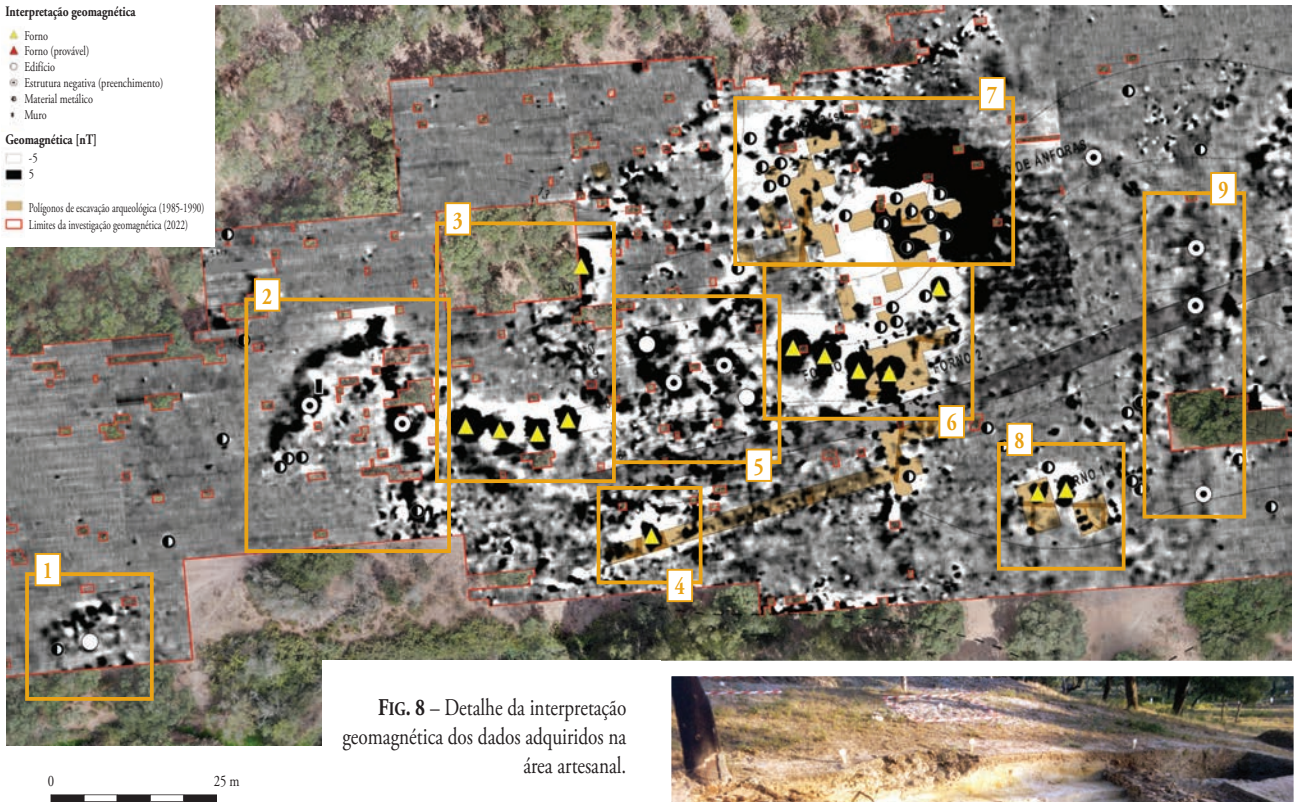 Interpretação geomagnética
Forno
Forno (provável)
Edifício
Estrutura negativa (preenchimento)
Material metálico
Muro
Geomagnética [nT]
-5
5
Polígonos de escavação arqueológica (1985-1990)
Limites da investigação geomagnética (2022)
7
DE ÂNFORAS
9
3
2
FORNO 2
6
8
5
FORNO 1
1
4
FIG. 8 – Detalhe da interpretação
geomagnética dos dados adquiridos na
área artesanal.
0 25 m